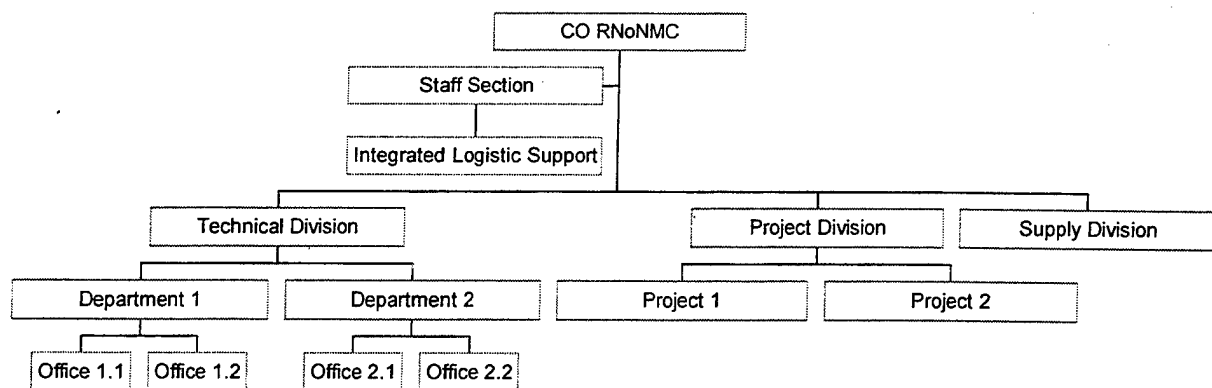 CO RNoNMC
Staff Section
Integrated Logistic Support
Technical Division
Project Division
Supply Division
Department 1
Department 2
Project 1
Project 2
Office 1.1
Office 1.2
Office 2.1
Office 2.2